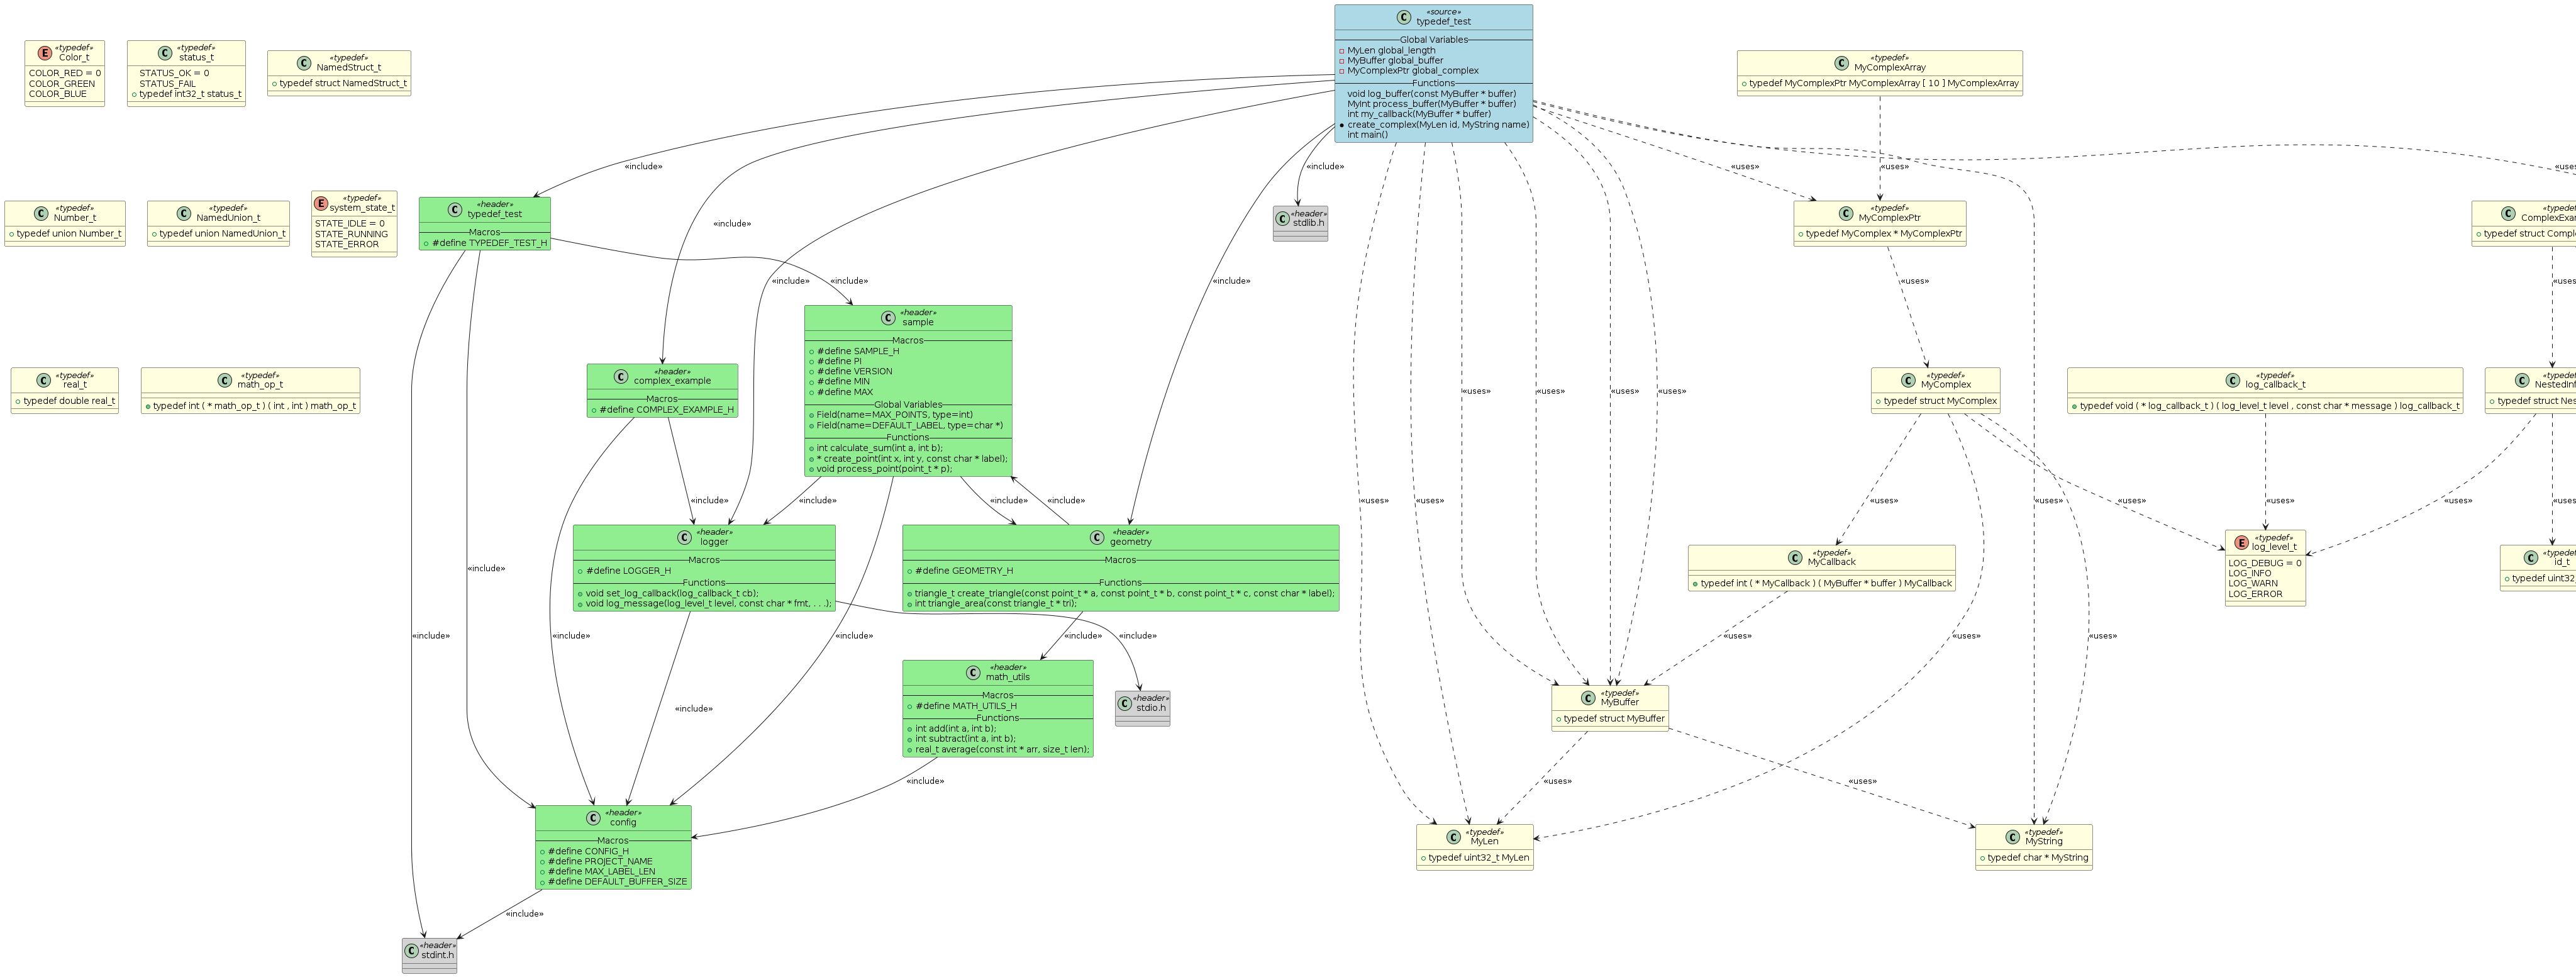 «source»
typedef_test
Global Variables
MyLen global_length
MyBuffer global_buffer
MyComplexPtr global_complex
Functions
void log_buffer(const MyBuffer * buffer)
MyInt process_buffer(MyBuffer * buffer)
int my_callback(MyBuffer * buffer)
* create_complex(MyLen id, MyString name)
int main()
«typedef»
Color_t
COLOR_RED = 0
COLOR_GREEN
COLOR_BLUE
«typedef»
status_t
STATUS_OK = 0
STATUS_FAIL
typedef int32_t status_t
«typedef»
NamedStruct_t
typedef struct NamedStruct_t
«typedef»
MyComplexArray
typedef MyComplexPtr MyComplexArray [ 10 ] MyComplexArray
«include»
«include»
«uses»
«uses»
«uses
«typedef»
Number_t
typedef union Number_t
«typedef»
NamedUnion_t
typedef union NamedUnion_t
«typedef»
system_state_t
STATE_IDLE = 0
STATE_RUNNING
STATE_ERROR
«header»
typedef_test
Macros
#define TYPEDEF_TEST_H
«include»
«header»
stdlib.h
«typedef»
MyComplexPtr
typedef MyComplex * MyComplexPtr
«typedef
ComplexExa
typedef struct Comple
«include»
«include»
«include»
«uses»
«uses
«header»
sample
Macros
#define SAMPLE_H
#define PI
#define VERSION
#define MIN
#define MAX
Global Variables
Field(name=MAX_POINTS, type=int)
Field(name=DEFAULT_LABEL, type=char *)
Functions
int calculate_sum(int a, int b);
* create_point(int x, int y, const char * label);
void process_point(point_t * p);
«typedef»
real_t
typedef double real_t
«typedef»
math_op_t
typedef int ( * math_op_t ) ( int , int ) math_op_t
«header»
complex_example
Macros
#define COMPLEX_EXAMPLE_H
«uses»
«uses»
«uses»
«uses»
«typedef»
MyComplex
typedef struct MyComplex
«typedef»
log_callback_t
typedef void ( * log_callback_t ) ( log_level_t level , const char * message ) log_callback_t
«typedef
NestedInf
typedef struct Nes
«include»
«include»
«include»
«include»
«uses»
«uses»
«uses»
«uses»
«uses»
«uses»
«uses»
«uses
«include»
«header»
logger
Macros
#define LOGGER_H
Functions
void set_log_callback(log_callback_t cb);
void log_message(log_level_t level, const char * fmt, . . .);
«header»
geometry
Macros
#define GEOMETRY_H
Functions
triangle_t create_triangle(const point_t * a, const point_t * b, const point_t * c, const char * label);
int triangle_area(const triangle_t * tri);
«typedef»
MyCallback
typedef int ( * MyCallback ) ( MyBuffer * buffer ) MyCallback
«typedef»
log_level_t
LOG_DEBUG = 0
LOG_INFO
LOG_WARN
LOG_ERROR
«typedef
id_t
typedef uint32_
«include»
«include»
«include»
«include»
«include»
«uses»
«uses»
«uses»
«header»
math_utils
Macros
#define MATH_UTILS_H
Functions
int add(int a, int b);
int subtract(int a, int b);
real_t average(const int * arr, size_t len);
«header»
stdio.h
«typedef»
MyBuffer
typedef struct MyBuffer
«include»
«include»
«uses»
«uses»
«header»
config
Macros
#define CONFIG_H
#define PROJECT_NAME
#define MAX_LABEL_LEN
#define DEFAULT_BUFFER_SIZE
«typedef»
MyLen
typedef uint32_t MyLen
«typedef»
MyString
typedef char * MyString
«include»
«header»
stdint.h